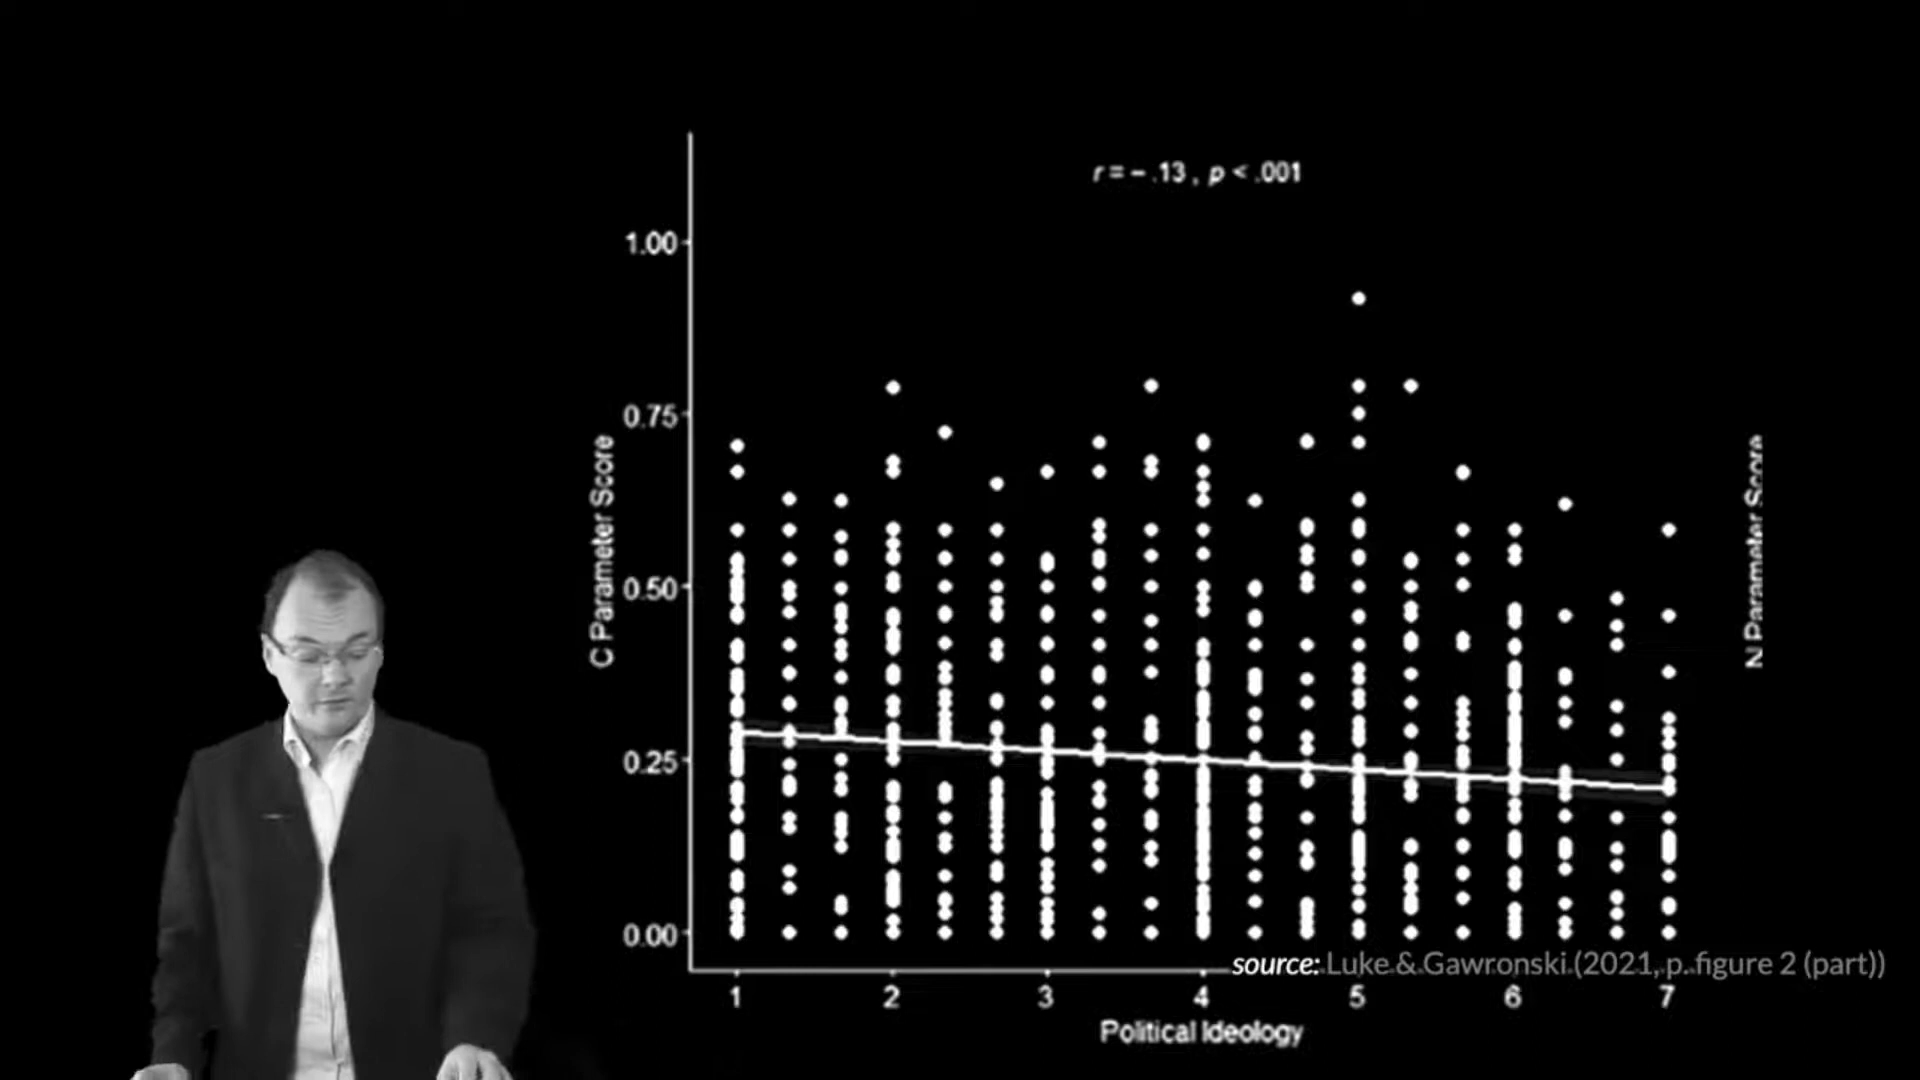 r = - .13 , p < .001
1.00
0.75
0.50
0.25
0.00
C Parameter Score
N Parameter Score
source: Luke & Gawronski (2021, p. figure 2 (part))
1 2 3 4 5 6 7
Political Ideology